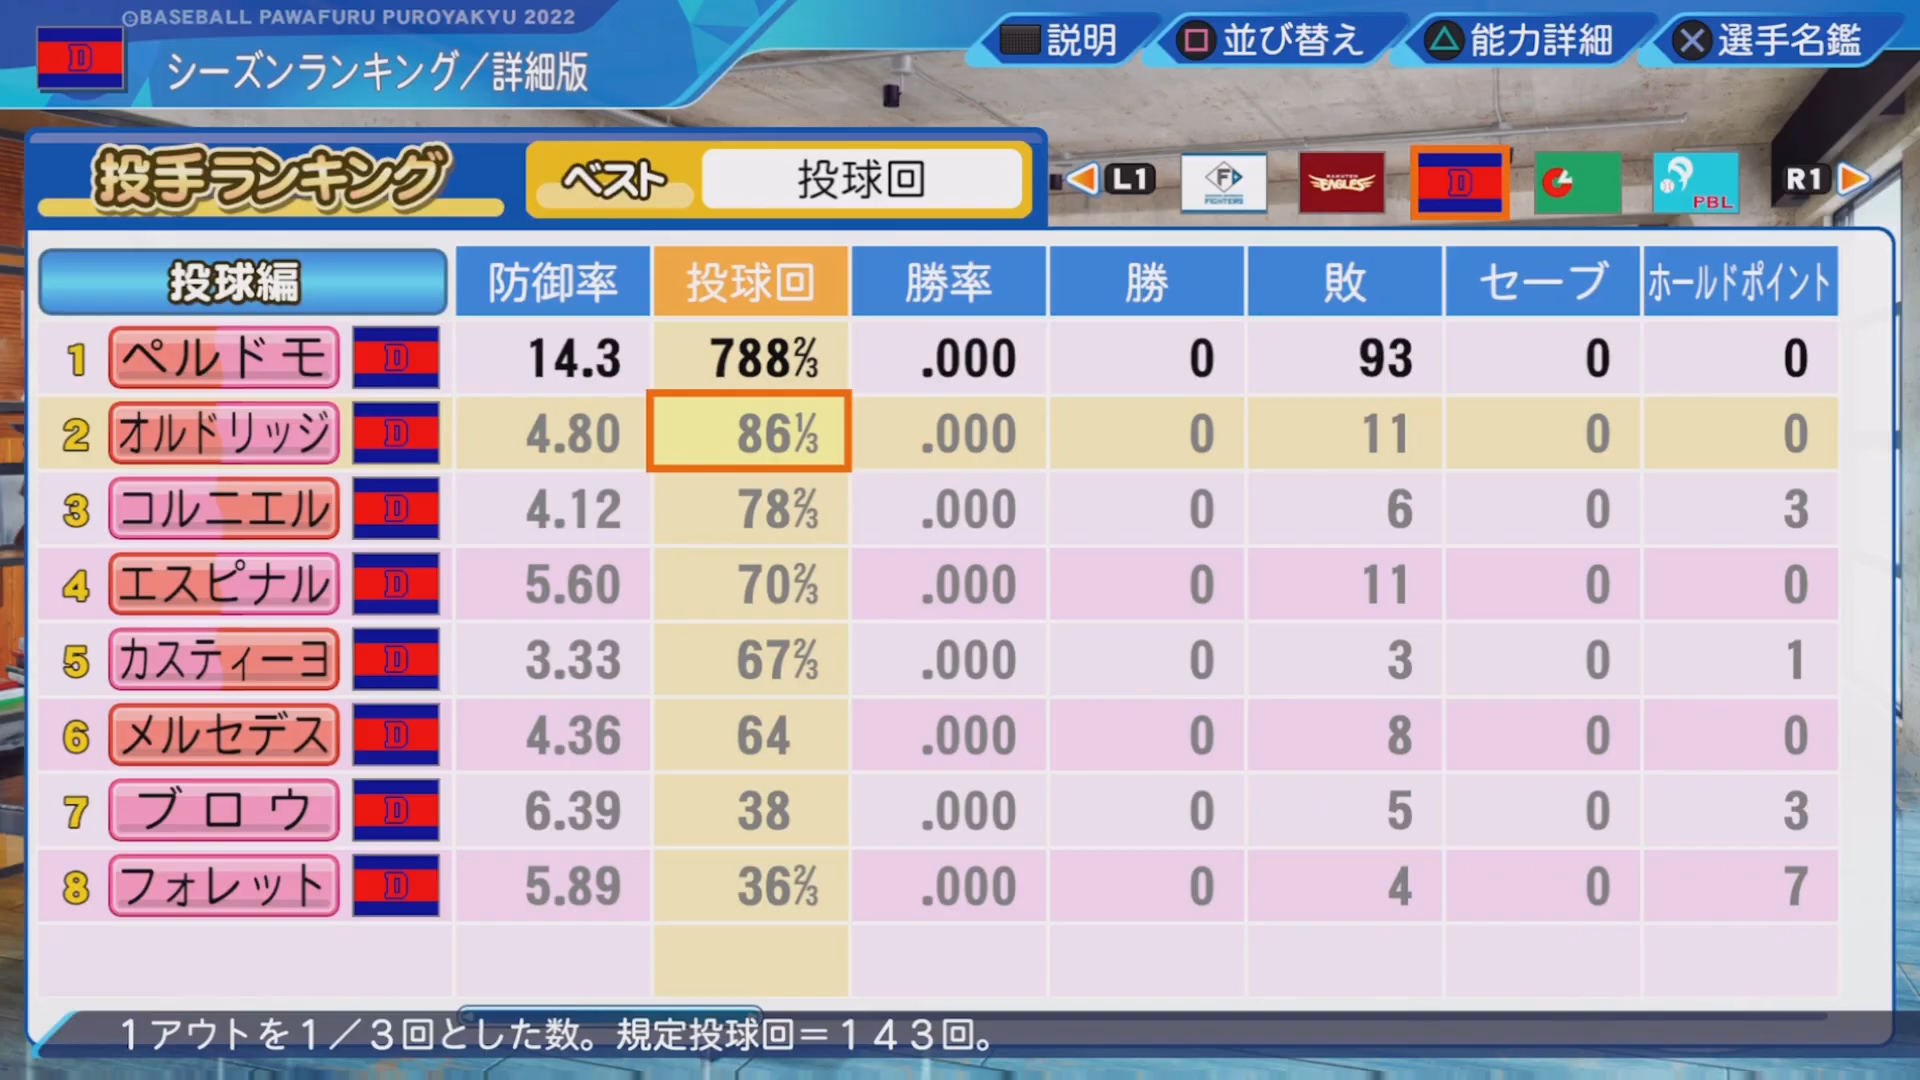 ©BASEBALL PAWAFURU PUROYAKYU 2022
D シーズンランキング／詳細版
説明 並び替え 能力詳細 選手名鑑
投手ランキング ベスト 投球回
L1 F FIGHTERS EAGLES D PBL R1
投球編 防御率 投球回 勝率 勝 敗 セーブ ホールドポイント
1 ペルドモ D 14.3 788⅔ .000 0 93 0 0
2 オルドリッジ D 4.80 86⅓ .000 0 11 0 0
3 コルニエル D 4.12 78⅔ .000 0 6 0 3
4 エスピナル D 5.60 70⅔ .000 0 11 0 0
5 カスティーヨ D 3.33 67⅔ .000 0 3 0 1
6 メルセデス D 4.36 64 .000 0 8 0 0
7 ブロウ D 6.39 38 .000 0 5 0 3
8 フォレット D 5.89 36⅔ .000 0 4 0 7
１アウトを１／３回とした数。規定投球回＝１４３回。